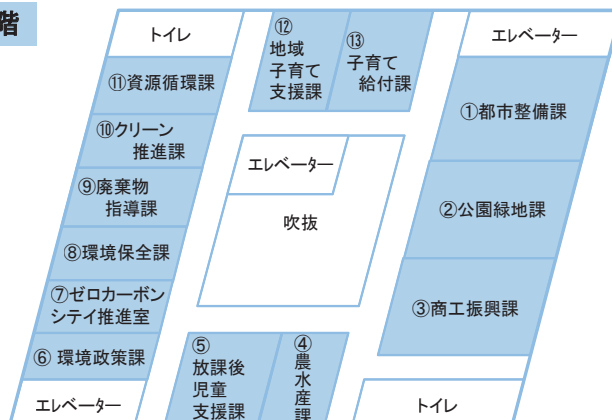 階
トイレ
⑫
地域
子育て
支援課
⑬
子育て
給付課
エレベーター
⑪資源循環課
①都市整備課
⑩クリーン
推進課
エレベーター
⑨廃棄物
指導課
吹抜
②公園緑地課
⑧環境保全課
⑦ゼロカーボン
シテイ推進室
③商工振興課
⑥ 環境政策課
⑤
放課後
児童
支援課
④
農水産課
エレベーター
トイレ